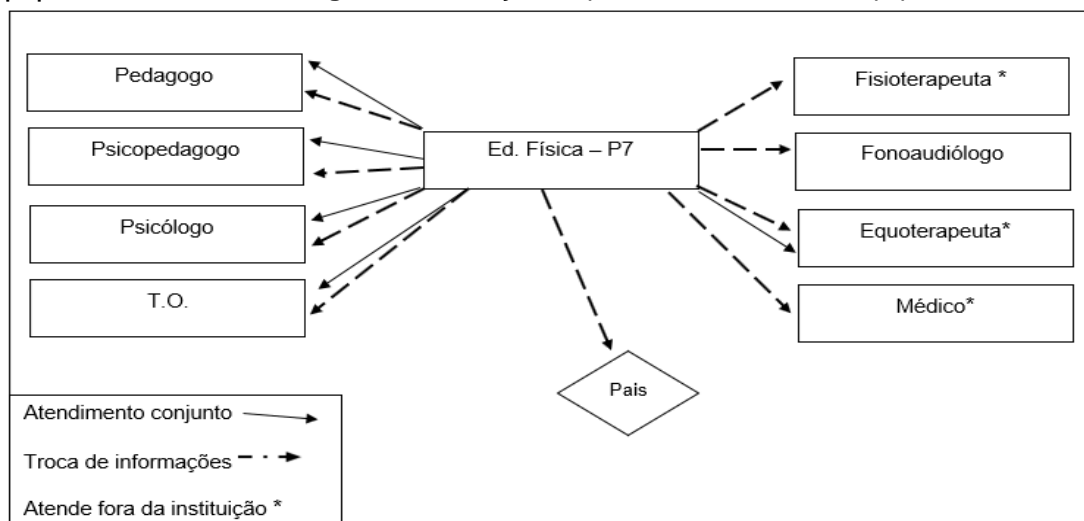 Pedagogo
Fisioterapeuta *
Ed. Física – P7
Psicopedagogo
Fonoaudiólogo
Psicólogo
Equoterapeuta*
T.O.
Médico*
Pais
Atendimento conjunto
Troca de informações
Atende fora da instituição *